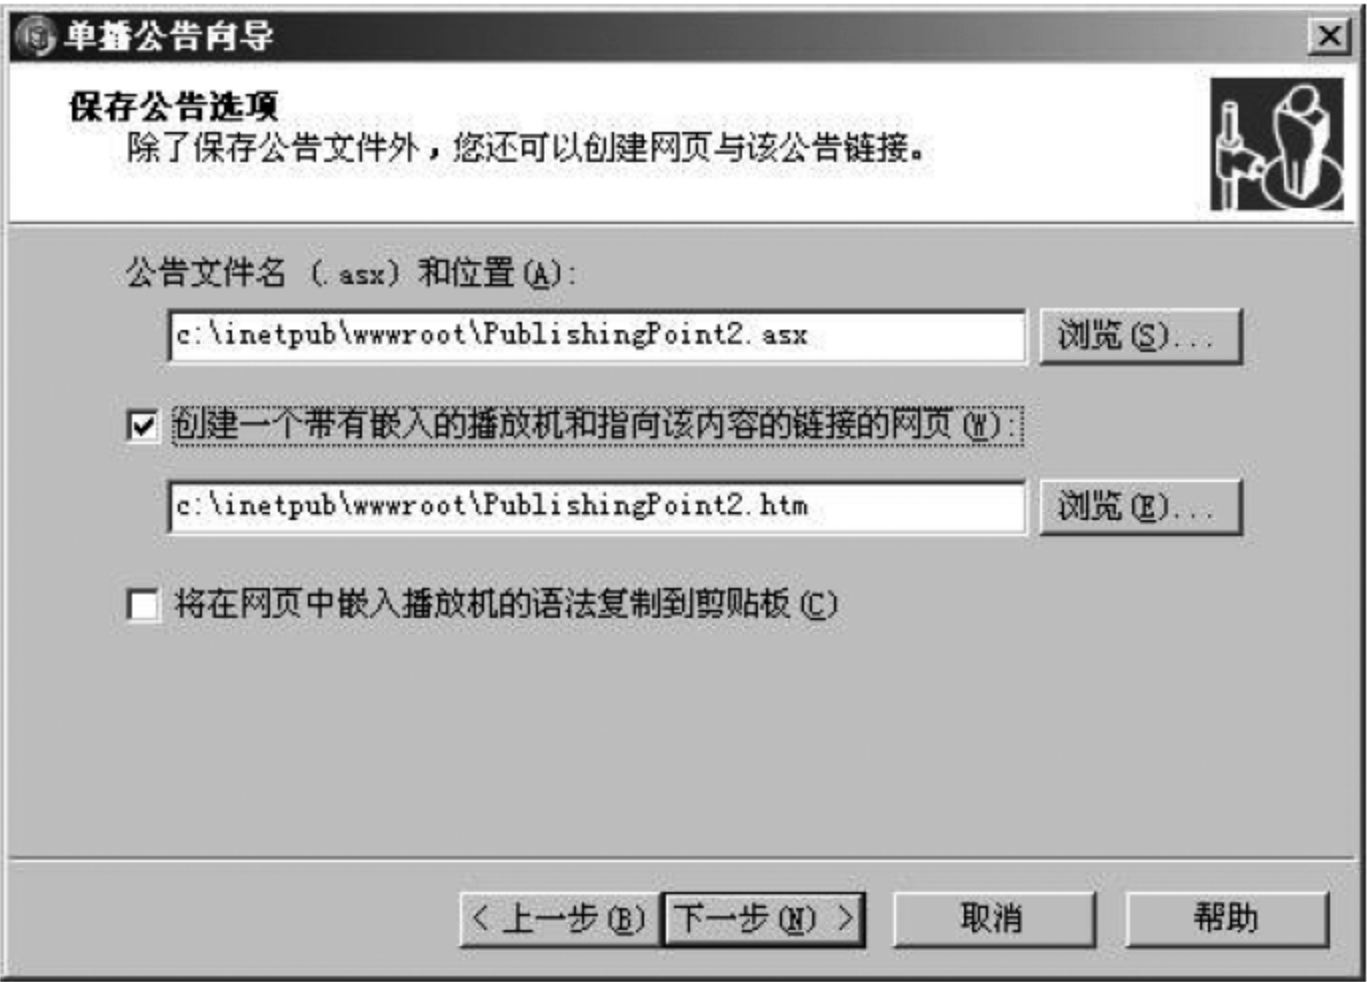 单播公告向导
保存公告选项
除了保存公告文件外，您还可以创建网页与该公告链接。
公告文件名 （.asx）和位置(A):
c:\inetpub\wwwroot\PublishingPoint2.asx
浏览(S)...
创建一个带有嵌入的播放机和指向该内容的链接的网页(W):
c:\inetpub\wwwroot\PublishingPoint2.htm
浏览(E)...
将在网页中嵌入播放机的语法复制到剪贴板(C)
< 上一步(B) 下一步(N) > 取消 帮助